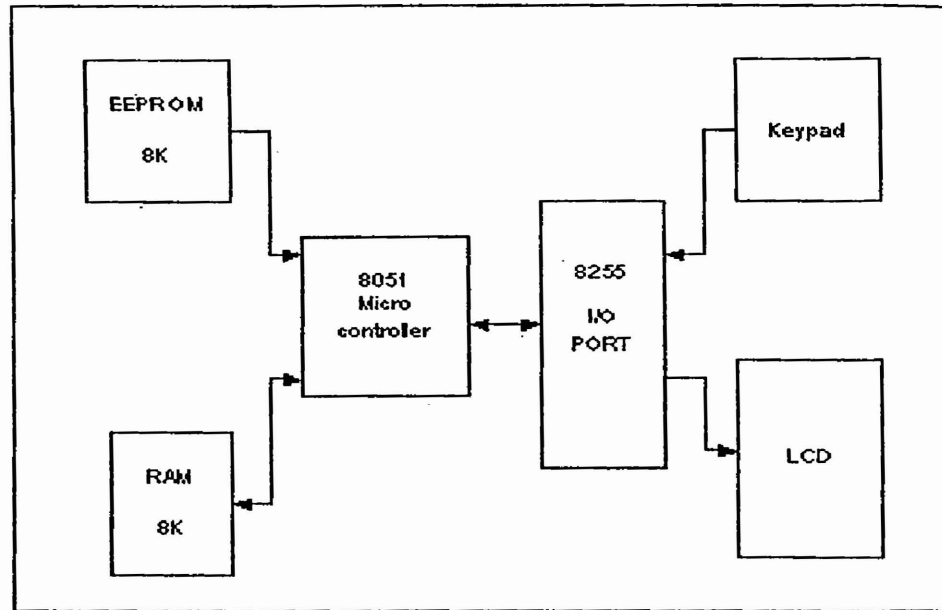 EEPROM
8K
Keypad
8051
Micro
controller
8255
I/O
PORT
RAM
8K
LCD